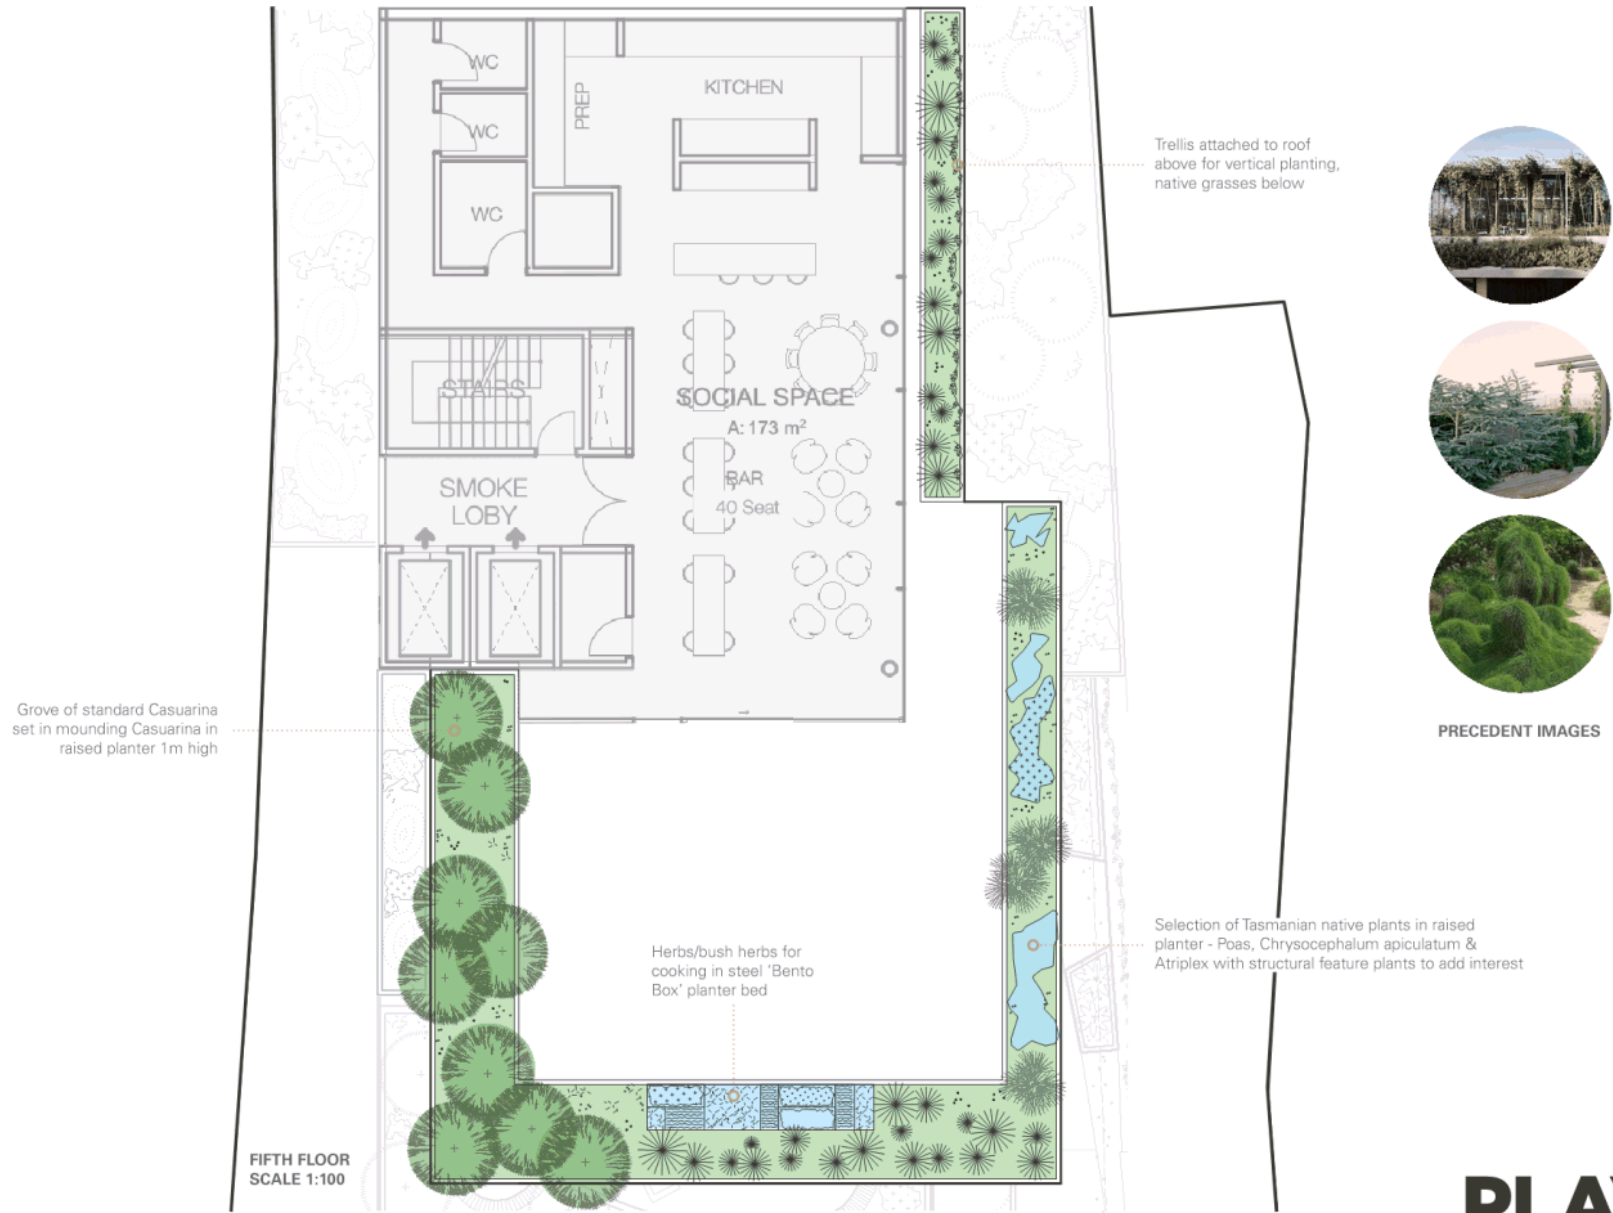 WC
WC
WC
PREP
KITCHEN
STAIRS
SOCIAL SPACE
A: 173 m²
BAR
40 Seat
SMOKE
LOBY
Trellis attached to roof
above for vertical planting,
native grasses below
PRECEDENT IMAGES
Grove of standard Casuarina
set in mounding Casuarina in
raised planter 1m high
Herbs/bush herbs for
cooking in steel 'Bento
Box' planter bed
Selection of Tasmanian native plants in raised
planter - Poas, Chrysocephalum apiculatum &
Atriplex with structural feature plants to add interest
FIFTH FLOOR
SCALE 1:100